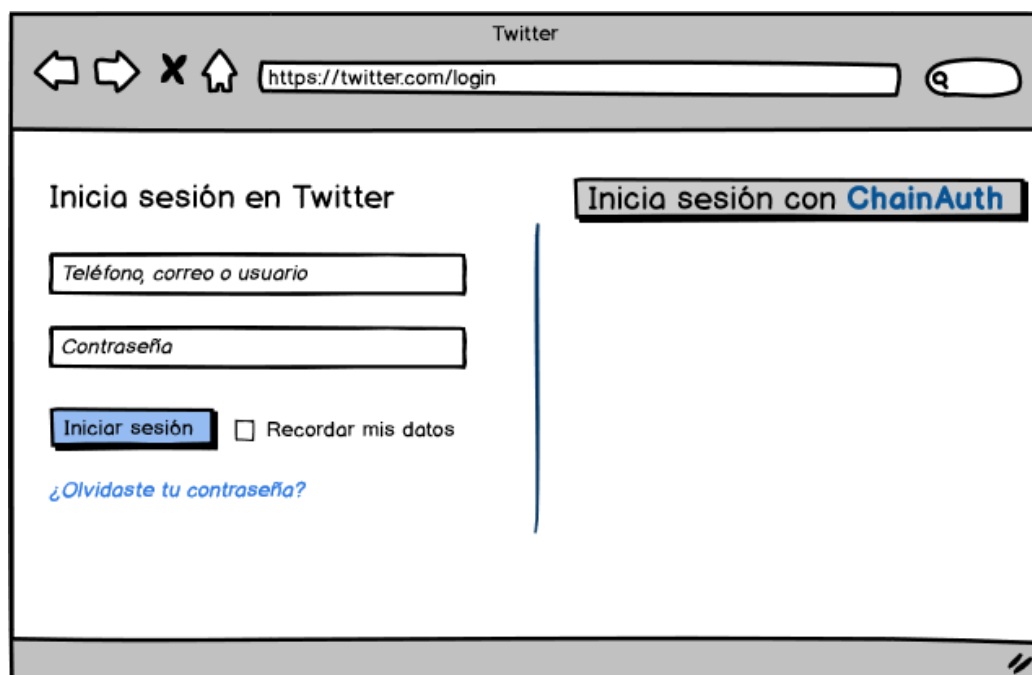 Twitter
https://twitter.com/login
Inicia sesión en Twitter
Teléfono, correo o usuario
Contraseña
Iniciar sesión
Recordar mis datos
¿Olvidaste tu contraseña?
Inicia sesión con ChainAuth